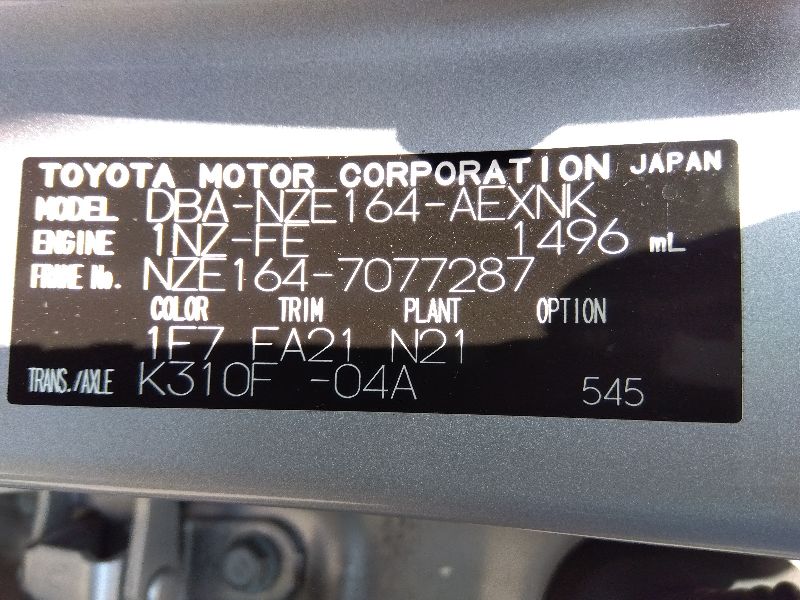 TOYOTA MOTOR CORPORATION JAPAN
MODEL DBA-NZE164-AEXNK
ENGINE 1NZ-FE 1496 mL
FRAME No. NZE164-7077287
COLOR TRIM PLANT OPTION
1F7 FA21 N21
TRANS./AXLE K310F -04A 545